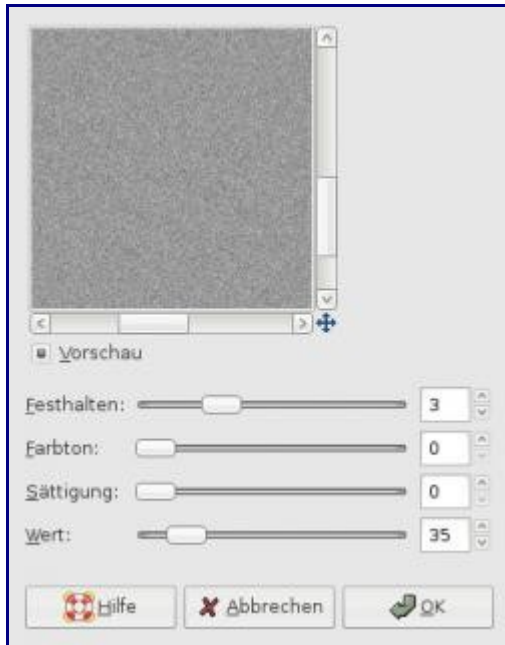 Vorschau
Festhalten: 3
Farbton: 0
Sättigung: 0
Wert: 35
Hilfe Abbrechen OK